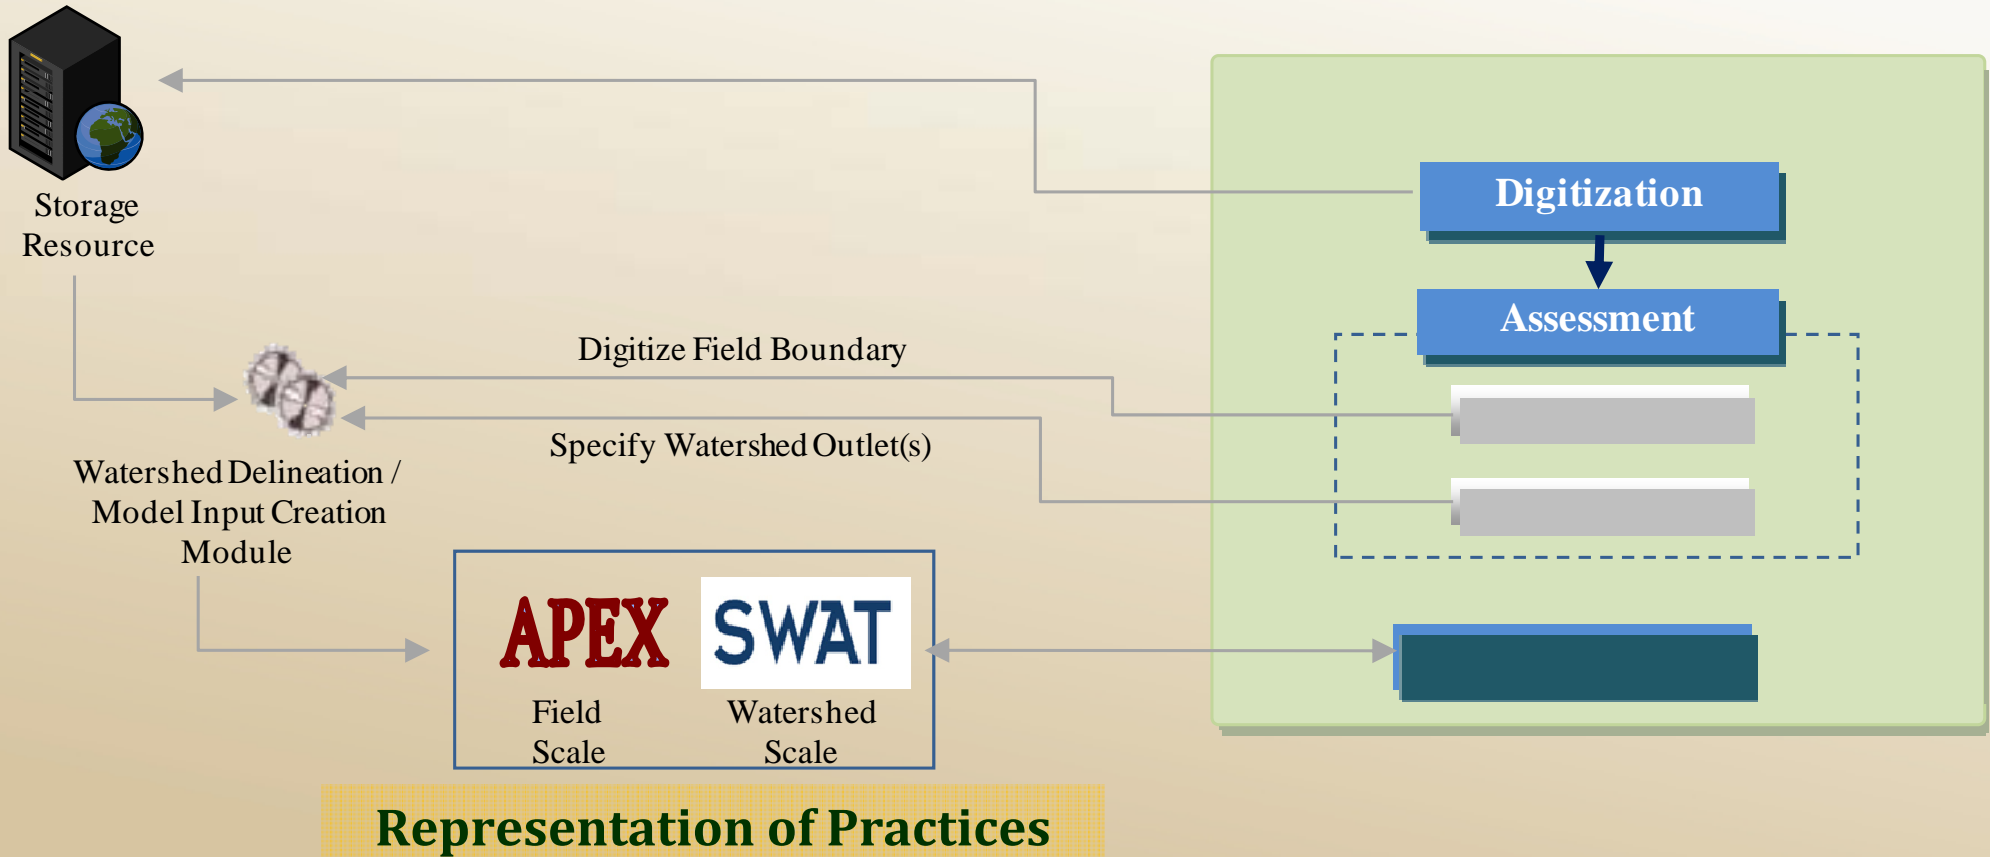 Storage
Resource
Digitization
Assessment
Digitize Field Boundary
Specify Watershed Outlet(s)
Watershed Delineation /
Model Input Creation
Module
APEX
SWAT
Field
Scale
Watershed
Scale
Representation of Practices